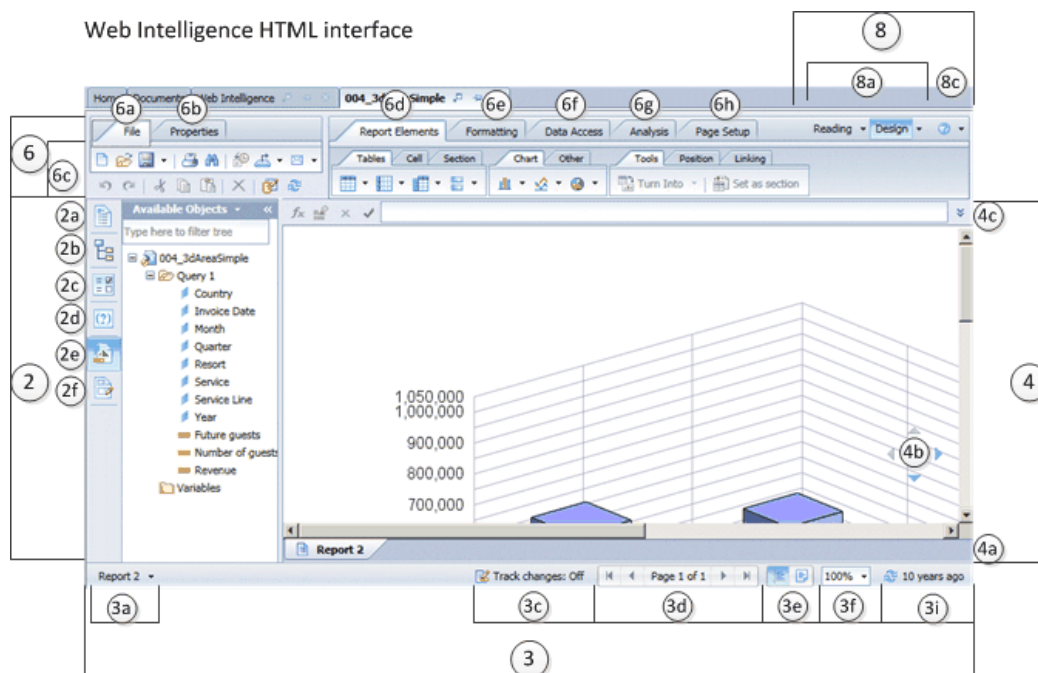 Web Intelligence HTML interface
8
8a 8c
Home Documents Web Intelligence 004_3dAreaSimple
6a 6b 6d 6e 6f 6g 6h
File Properties Report Elements Formatting Data Access Analysis Page Setup Reading Design
6
Tables Cell Section Chart Other Tools Position Linking
6c
Turn Into Set as section
2a Available Objects « 4c
Type here to filter tree
2b
004_3dAreaSimple
Query 1
2c
Country
Invoice Date
2d
Month
Quarter
2e
Resort
2 Service 4
2f
Service Line
1,050,000
1,000,000
Year
Future guests
900,000
Number of guests
4b
Revenue
800,000
Variables
700,000
Report 2 4a
Report 2 Track changes: Off Page 1 of 1 100% 10 years ago
3a 3c 3d 3e 3f 3i
3